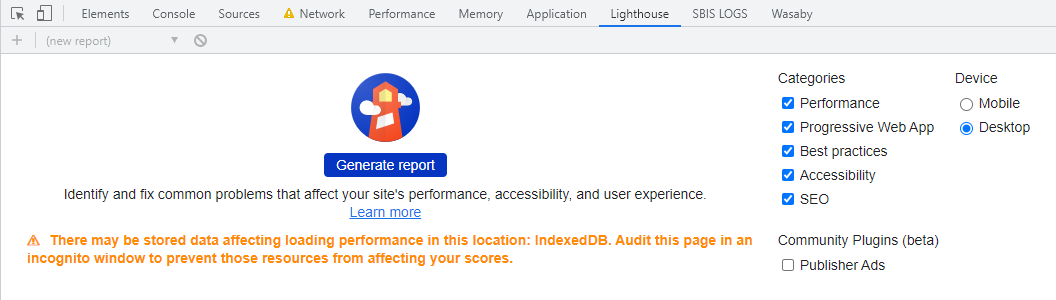 Elements Console Sources Network Performance Memory Application Lighthouse SBIS LOGS Wasaby
(new report)
Generate report
Identify and fix common problems that affect your site's performance, accessibility, and user experience.
Learn more
There may be stored data affecting loading performance in this location: IndexedDB. Audit this page in an
incognito window to prevent those resources from affecting your scores.
Categories
Performance
Progressive Web App
Best practices
Accessibility
SEO
Device
Mobile
Desktop
Community Plugins (beta)
Publisher Ads